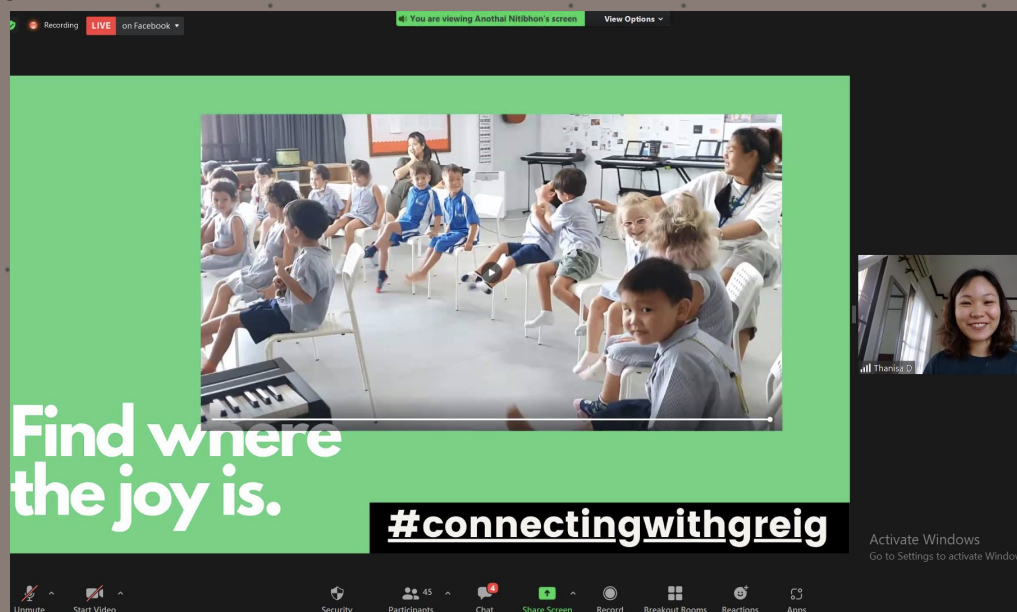 Recording LIVE on Facebook
You are viewing Anothai Nitibhon's screen View Options
Find where
the joy is.
#connectingwithgreig
Thanisa D
Activate Windows
Go to Settings to activate Window
Unmute Start Video Security 45 Participants 4 Chat Share Screen Record Breakout Rooms Reactions Apps